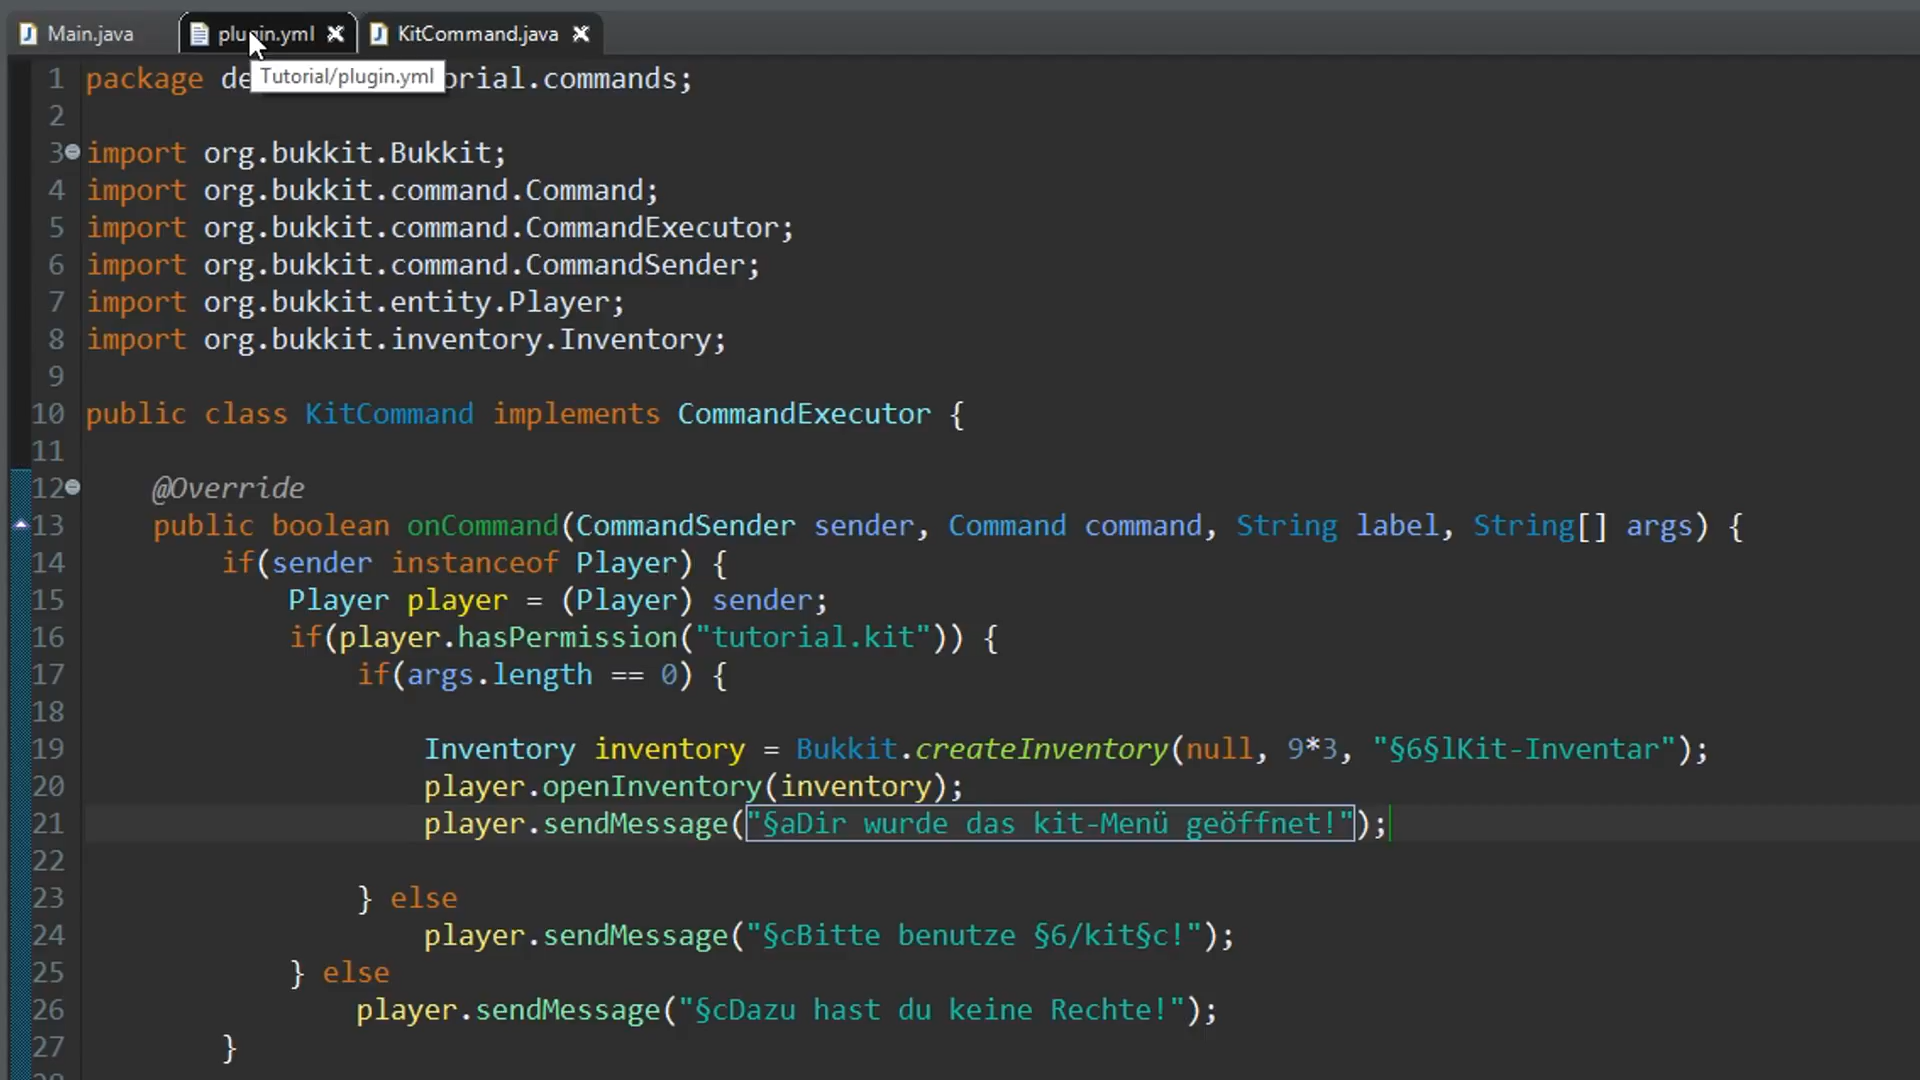 Main.java plugin.yml KitCommand.java
Tutorial/plugin.yml
1 package de orial.commands;
2
3 import org.bukkit.Bukkit;
4 import org.bukkit.command.Command;
5 import org.bukkit.command.CommandExecutor;
6 import org.bukkit.command.CommandSender;
7 import org.bukkit.entity.Player;
8 import org.bukkit.inventory.Inventory;
9
10 public class KitCommand implements CommandExecutor {
11
12 @Override
13 public boolean onCommand(CommandSender sender, Command command, String label, String[] args) {
14 if(sender instanceof Player) {
15 Player player = (Player) sender;
16 if(player.hasPermission("tutorial.kit")) {
17 if(args.length == 0) {
18
19 Inventory inventory = Bukkit.createInventory(null, 9*3, "§6§lKit-Inventar");
20 player.openInventory(inventory);
21 player.sendMessage("§aDir wurde das kit-Menü geöffnet!");
22
23 } else
24 player.sendMessage("§cBitte benutze §6/kit§c!");
25 } else
26 player.sendMessage("§cDazu hast du keine Rechte!");
27 }